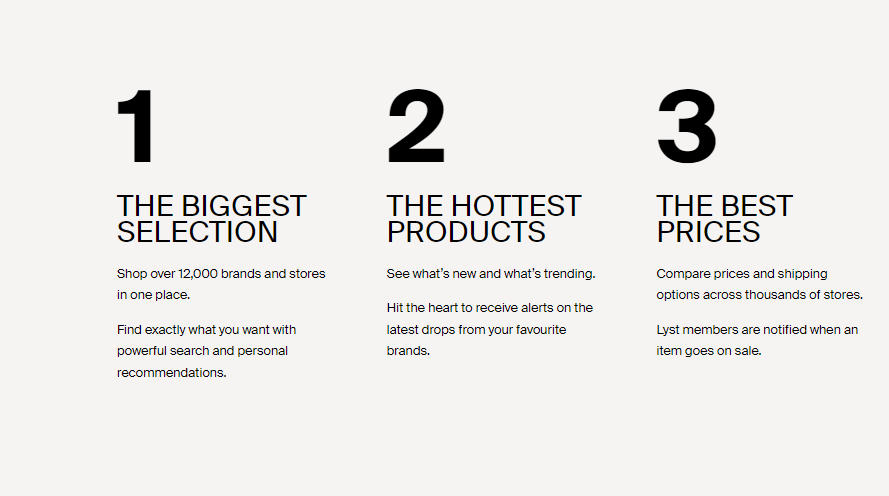 1
THE BIGGEST
SELECTION
Shop over 12,000 brands and stores
in one place.
Find exactly what you want with
powerful search and personal
recommendations.
2
THE HOTTEST
PRODUCTS
See what’s new and what’s trending.
Hit the heart to receive alerts on the
latest drops from your favourite
brands.
3
THE BEST
PRICES
Compare prices and shipping
options across thousands of stores.
Lyst members are notified when an
item goes on sale.